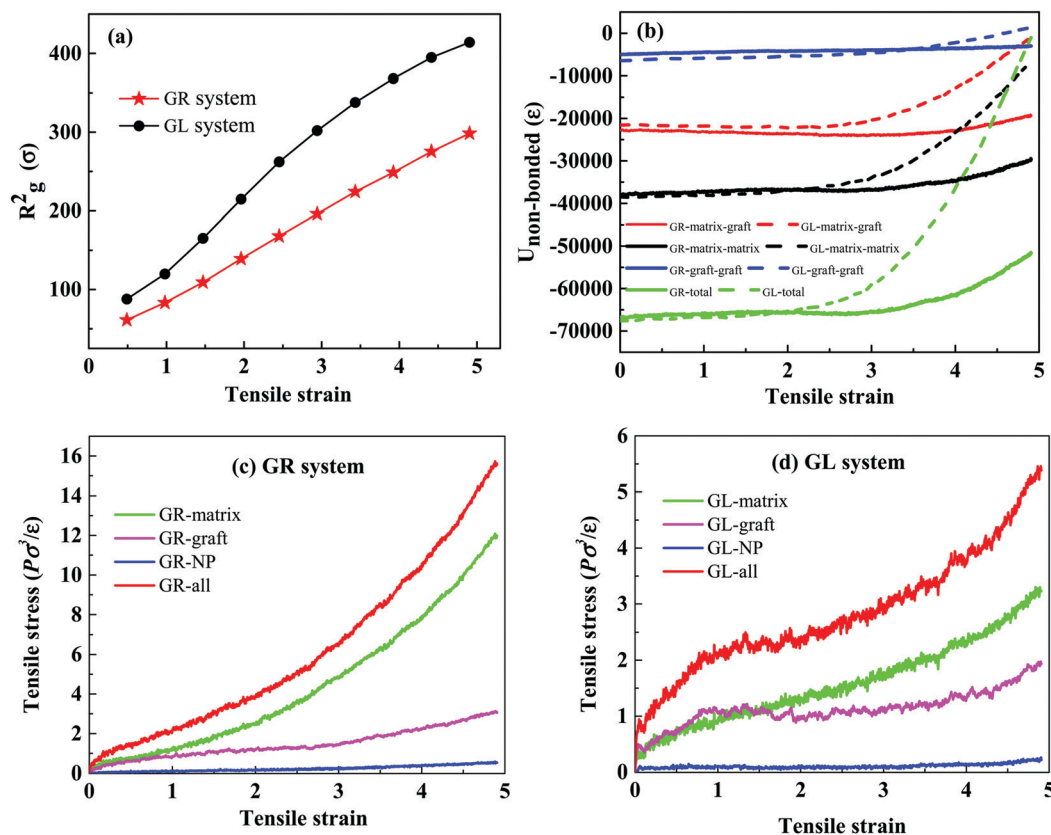 (a)
GR system
GL system
400
300
200
100
R²g (σ)
0 1 2 3 4 5
Tensile strain
(b)
0
-10000
-20000
-30000
-40000
-50000
-60000
-70000
Unon-bonded (ε)
GR-matrix-graft GL-matrix-graft
GR-matrix-matrix GL-matrix-matrix
GR-graft-graft GL-graft-graft
GR-total GL-total
0 1 2 3 4 5
Tensile strain
(c) GR system
GR-matrix
GR-graft
GR-NP
GR-all
16
14
12
10
8
6
4
2
0
Tensile stress (Pσ³/ε)
0 1 2 3 4 5
Tensile strain
(d) GL system
GL-matrix
GL-graft
GL-NP
GL-all
6
5
4
3
2
1
0
Tensile stress (Pσ³/ε)
0 1 2 3 4 5
Tensile strain